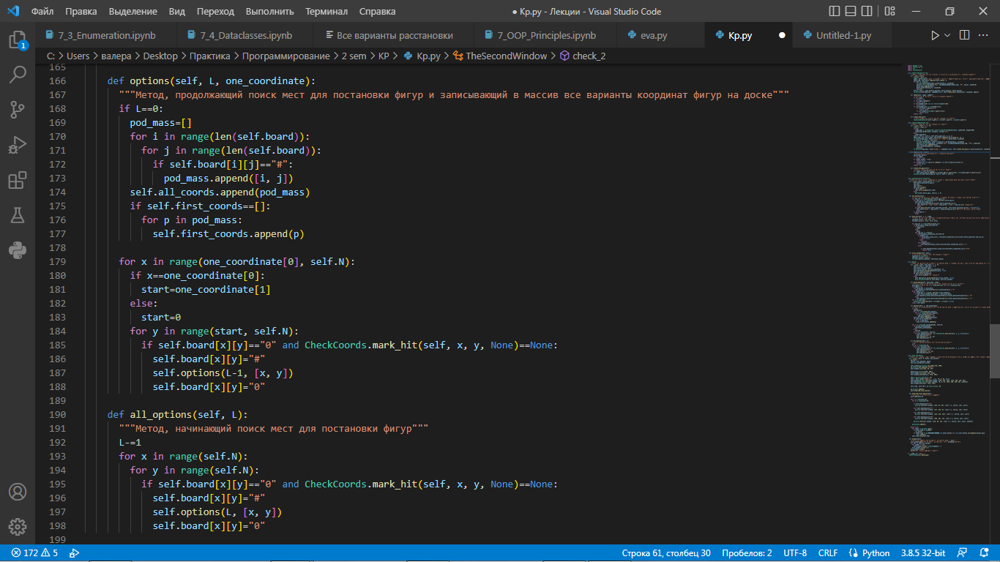 Файл Правка Выделение Вид Переход Выполнить Терминал Справка ● Кр.py - Лекции - Visual Studio Code
7_3_Enumeration.ipynb 7_4_Dataclasses.ipynb Все варианты расстановки 7_OOP_Principles.ipynb eva.py Кр.py Untitled-1.py
C: > Users > валера > Desktop > Практика > Программирование > 2 sem > КР > Кр.py > TheSecondWindow > check_2
165
166 def options(self, L, one_coordinate):
167 """Метод, продолжающий поиск мест для постановки фигур и записывающий в массив все варианты координат фигур на доске"""
168 if L==0:
169 pod_mass=[]
170 for i in range(len(self.board)):
171 for j in range(len(self.board)):
172 if self.board[i][j]=="#":
173 pod_mass.append([i, j])
174 self.all_coords.append(pod_mass)
175 if self.first_coords==[]:
176 for p in pod_mass:
177 self.first_coords.append(p)
178
179 for x in range(one_coordinate[0], self.N):
180 if x==one_coordinate[0]:
181 start=one_coordinate[1]
182 else:
183 start=0
184 for y in range(start, self.N):
185 if self.board[x][y]=="0" and CheckCoords.mark_hit(self, x, y, None)==None:
186 self.board[x][y]="#"
187 self.options(L-1, [x, y])
188 self.board[x][y]="0"
189
190 def all_options(self, L):
191 """Метод, начинающий поиск мест для постановки фигур"""
192 L-=1
193 for x in range(self.N):
194 for y in range(self.N):
195 if self.board[x][y]=="0" and CheckCoords.mark_hit(self, x, y, None)==None:
196 self.board[x][y]="#"
197 self.options(L, [x, y])
198 self.board[x][y]="0"
199
1
172 5 Строка 61, столбец 30 Пробелов: 2 UTF-8 CRLF Python 3.8.5 32-bit